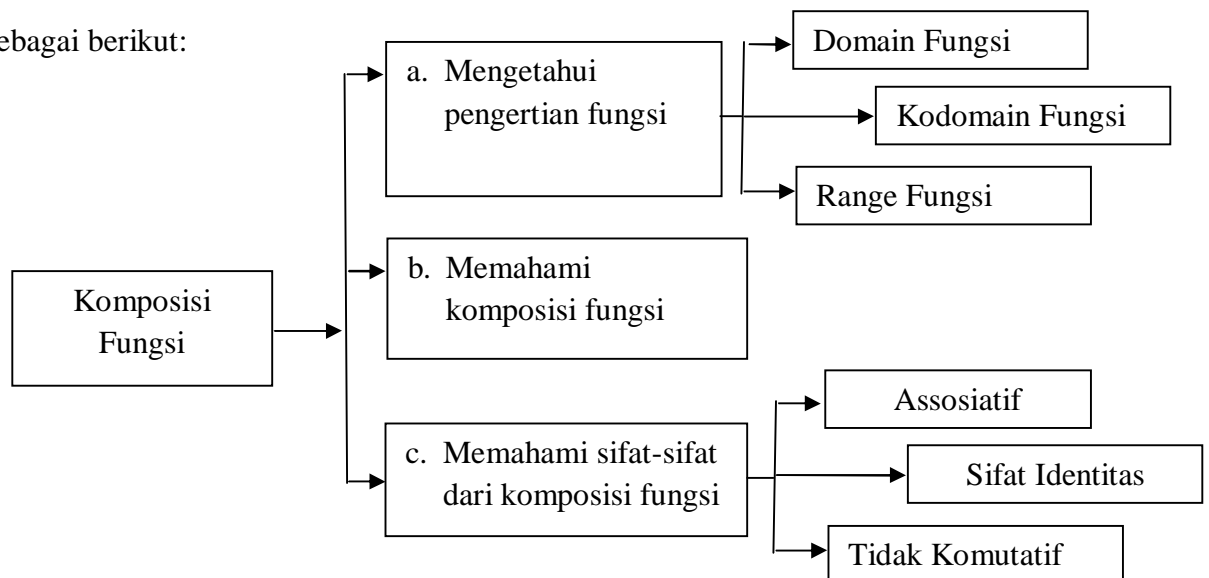 ebagai berikut:
Komposisi
Fungsi
a. Mengetahui
pengertian fungsi
Domain Fungsi
Kodomain Fungsi
Range Fungsi
b. Memahami
komposisi fungsi
c. Memahami sifat-sifat
dari komposisi fungsi
Assosiatif
Sifat Identitas
Tidak Komutatif